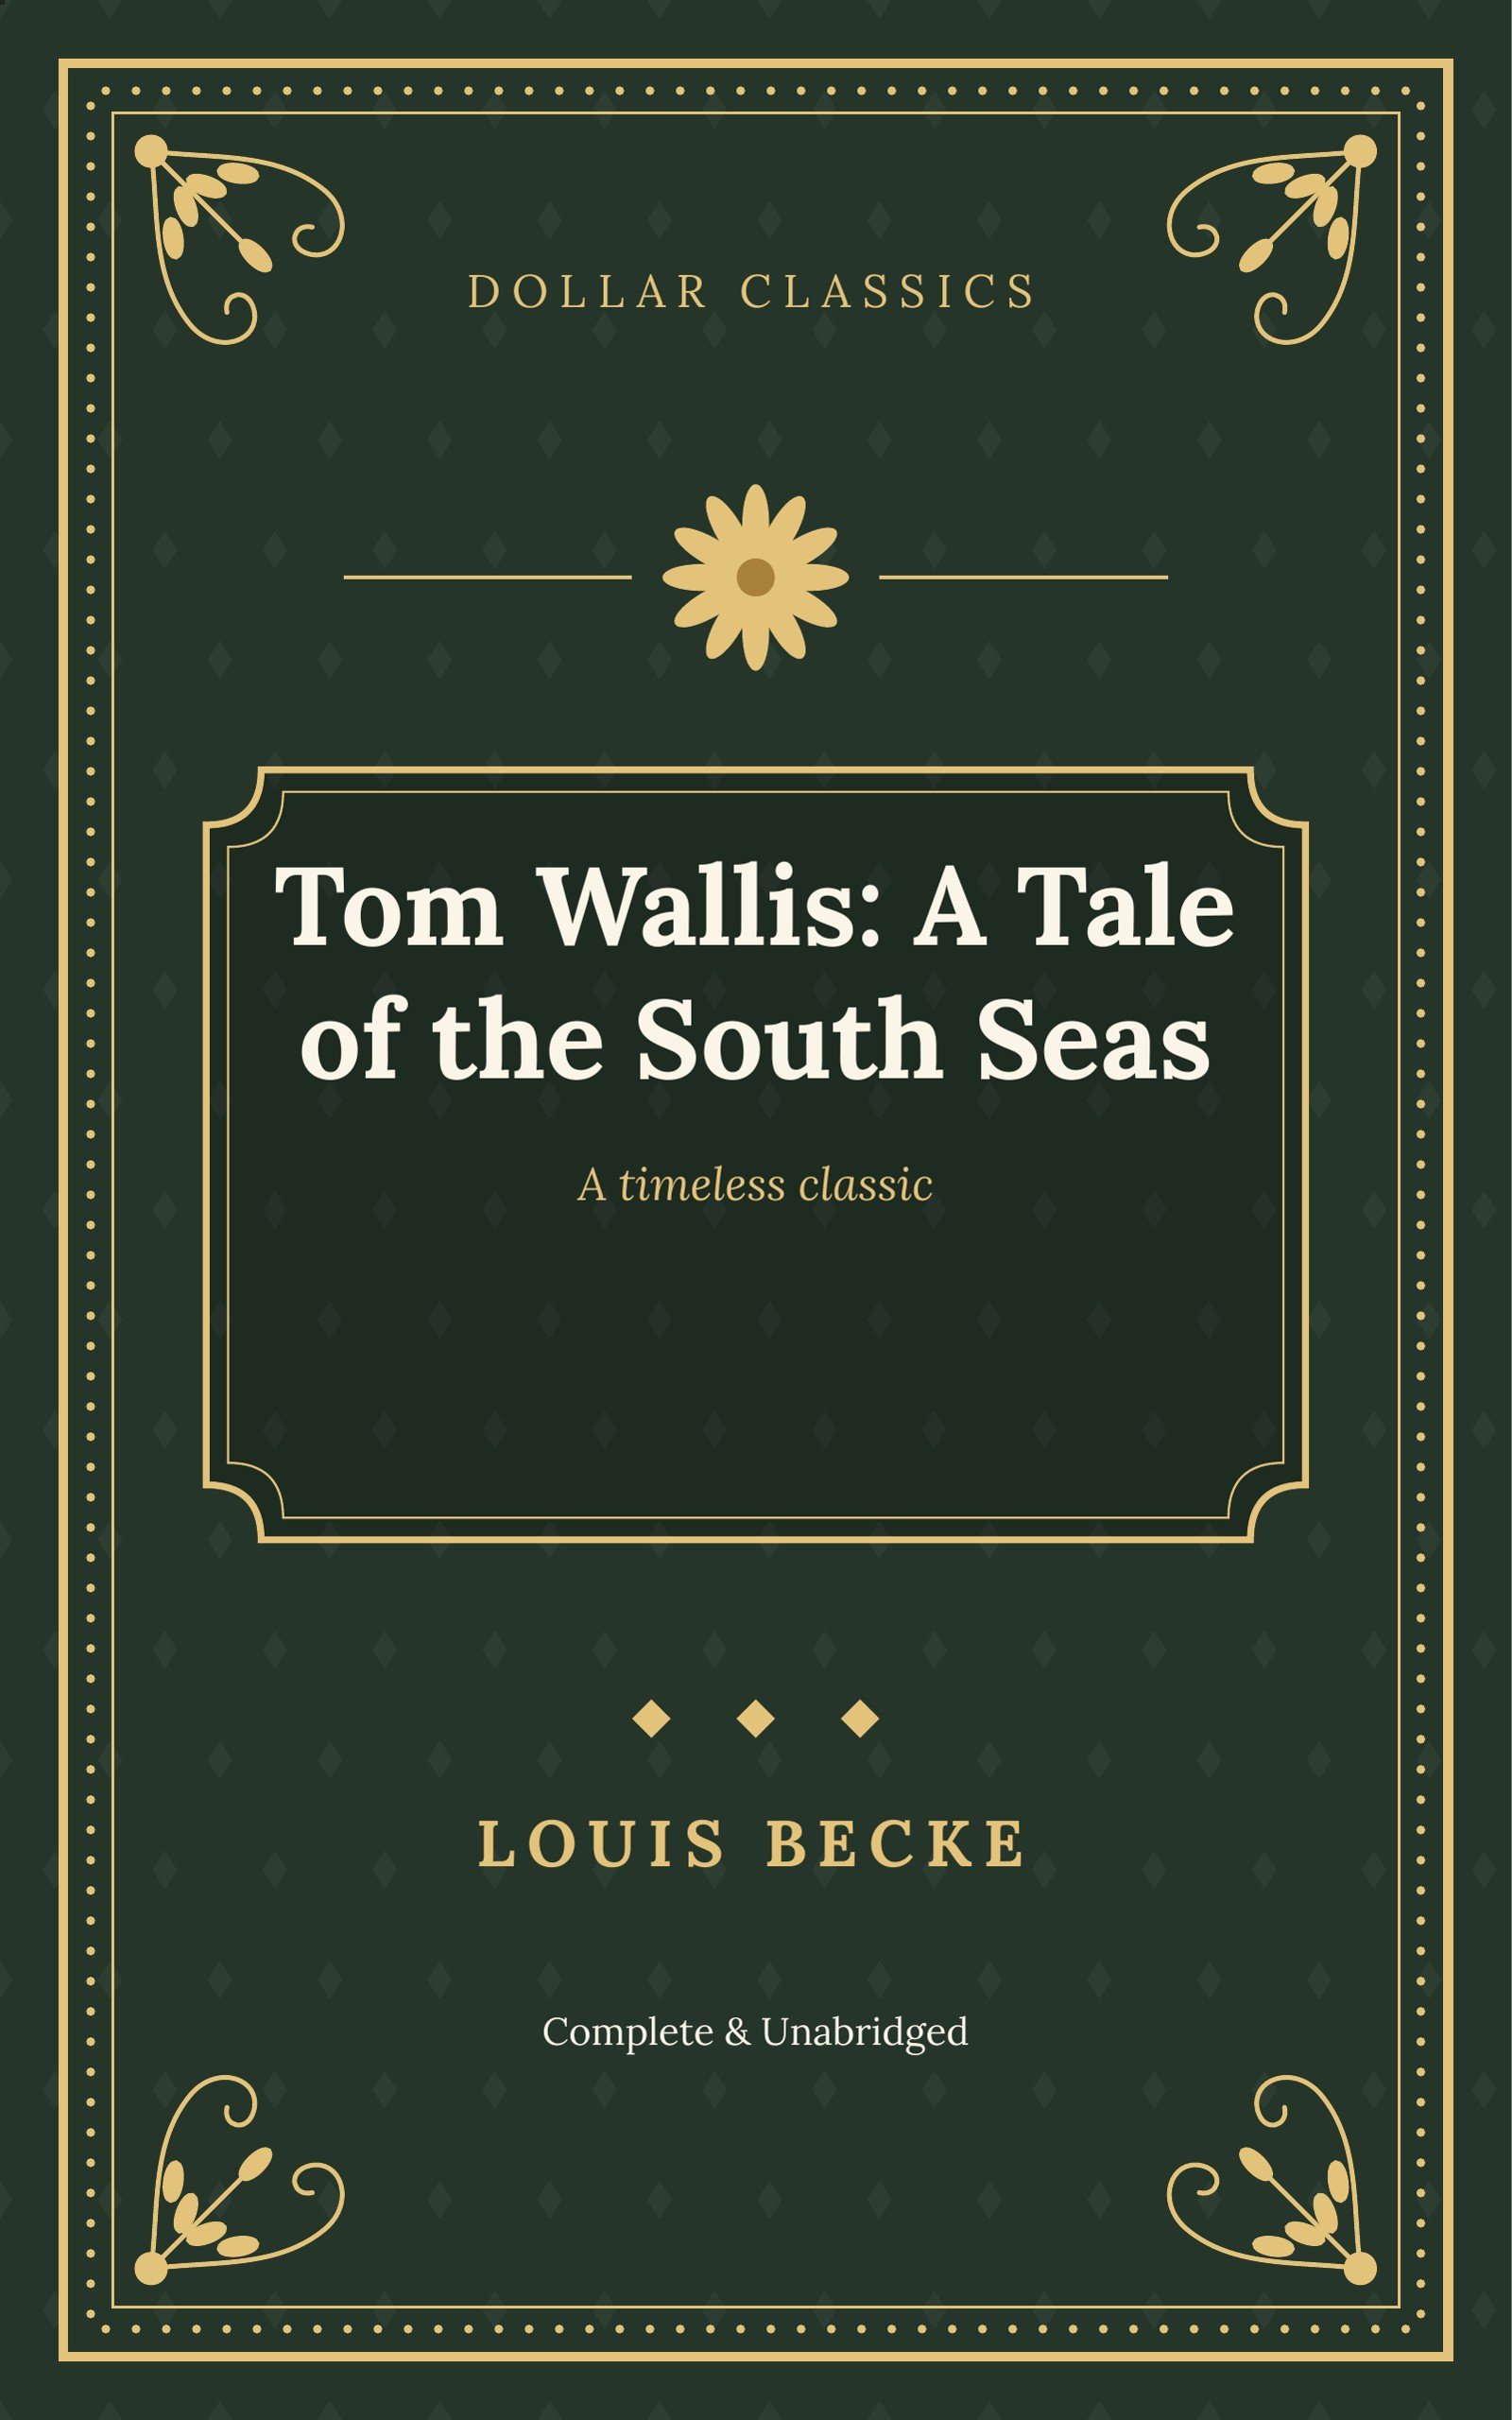 DOLLAR CLASSICS
Tom Wallis: A Tale
of the South Seas
A timeless classic
LOUIS BECKE
Complete & Unabridged